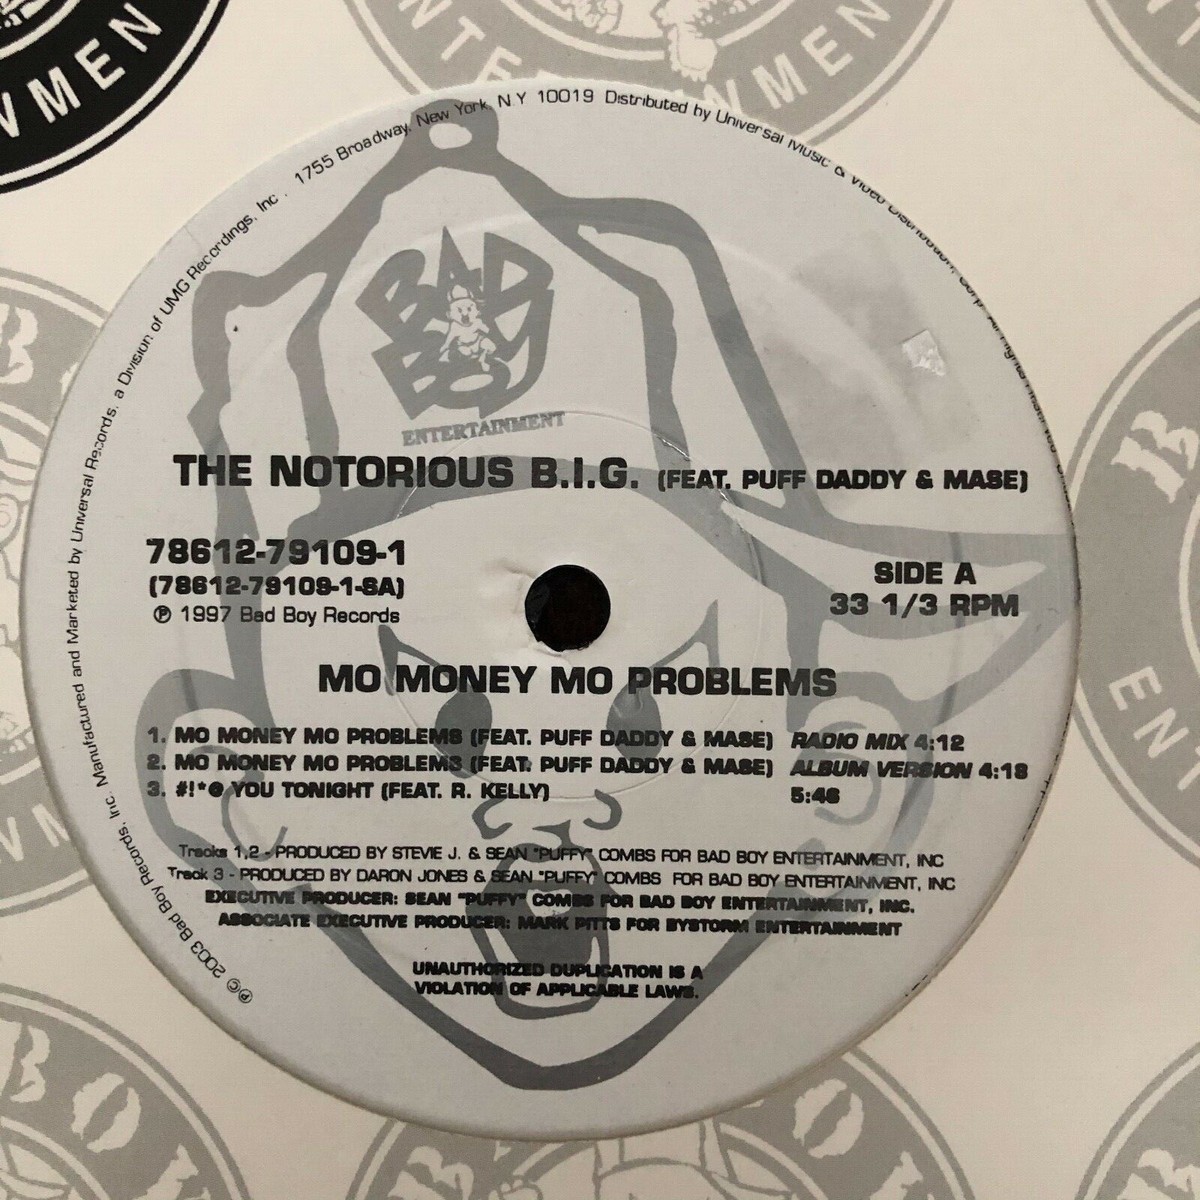 WMEN
NTE
WMEN
1755 Broadway, New York, N.Y 10019 Distributed by Universal Music & Video Distribution, Corp.
BAD
BOY
ENTERTAINMENT
THE NOTORIOUS B.I.G. (FEAT. PUFF DADDY & MASE)
78612-79109-1
(78612-79109-1-SA)
℗ 1997 Bad Boy Records
SIDE A
33 1/3 RPM
MO MONEY MO PROBLEMS
1. MO MONEY MO PROBLEMS (FEAT. PUFF DADDY & MASE) RADIO MIX 4:12
2. MO MONEY MO PROBLEMS (FEAT. PUFF DADDY & MASE) ALBUM VERSION 4:18
3. #!*@ YOU TONIGHT (FEAT. R. KELLY) 5:46
Tracks 1,2 - PRODUCED BY STEVIE J. & SEAN "PUFFY" COMBS FOR BAD BOY ENTERTAINMENT, INC
Track 3 - PRODUCED BY DARON JONES & SEAN "PUFFY" COMBS FOR BAD BOY ENTERTAINMENT, INC
EXECUTIVE PRODUCER: SEAN "PUFFY" COMBS FOR BAD BOY ENTERTAINMENT, INC.
ASSOCIATE EXECUTIVE PRODUCER: MARK PITTS FOR BYSTORM ENTERTAINMENT
UNAUTHORIZED DUPLICATION IS A
VIOLATION OF APPLICABLE LAWS.
℗© 2003 Bad Boy Records, Inc. Manufactured and Marketed by Universal Records, a Division of UMG Recordings, Inc.